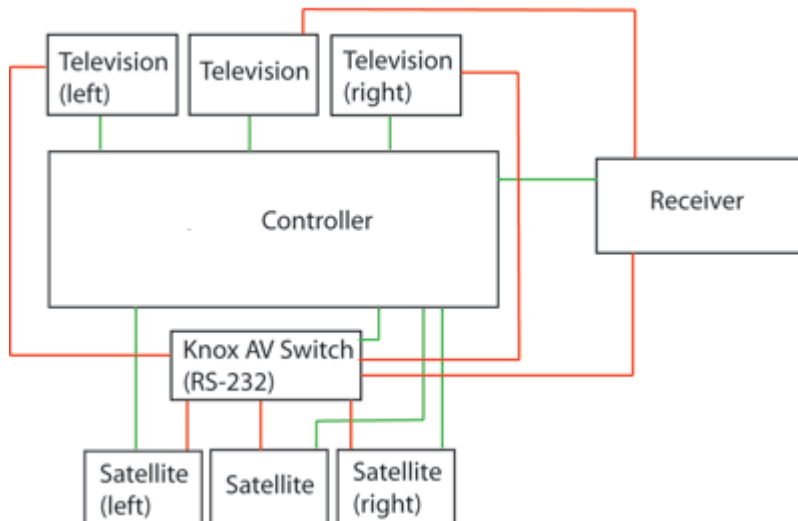 Television
(left)
Television
Television
(right)
Controller
Receiver
Knox AV Switch
(RS-232)
Satellite
(left)
Satellite
Satellite
(right)